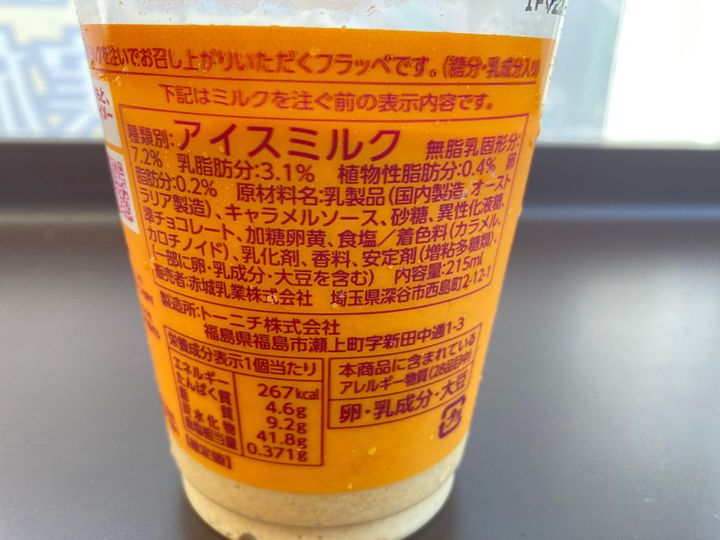 を注いでお召し上がりいただくフラッペです。(糖分・乳成分入り
下記はミルクを注ぐ前の表示内容です。
種類別:アイスミルク 無脂乳固形分:
7.2% 乳脂肪分:3.1% 植物性脂肪分:0.4% 卵
脂肪分:0.2% 原材料名:乳製品(国内製造、オースト
ラリア製造)、キャラメルソース、砂糖、異性化液糖、
準チョコレート、加糖卵黄、食塩/着色料(カラメル、
カロチノイド)、乳化剤、香料、安定剤(増粘多糖類)、
(一部に卵・乳成分・大豆を含む) 内容量:215ml
販売者:赤城乳業株式会社 埼玉県深谷市西島町2-12-1
製造所:トーニチ株式会社
福島県福島市瀬上町字新田中通1-3
栄養成分表示1個当たり
エネルギー 267kcal
たんぱく質 4.6g
脂質 9.2g
炭水化物 41.8g
食塩相当量 0.371g
[推定値]
本商品に含まれている
アレルギー物質(28品目中)
卵・乳成分・大豆
プラ